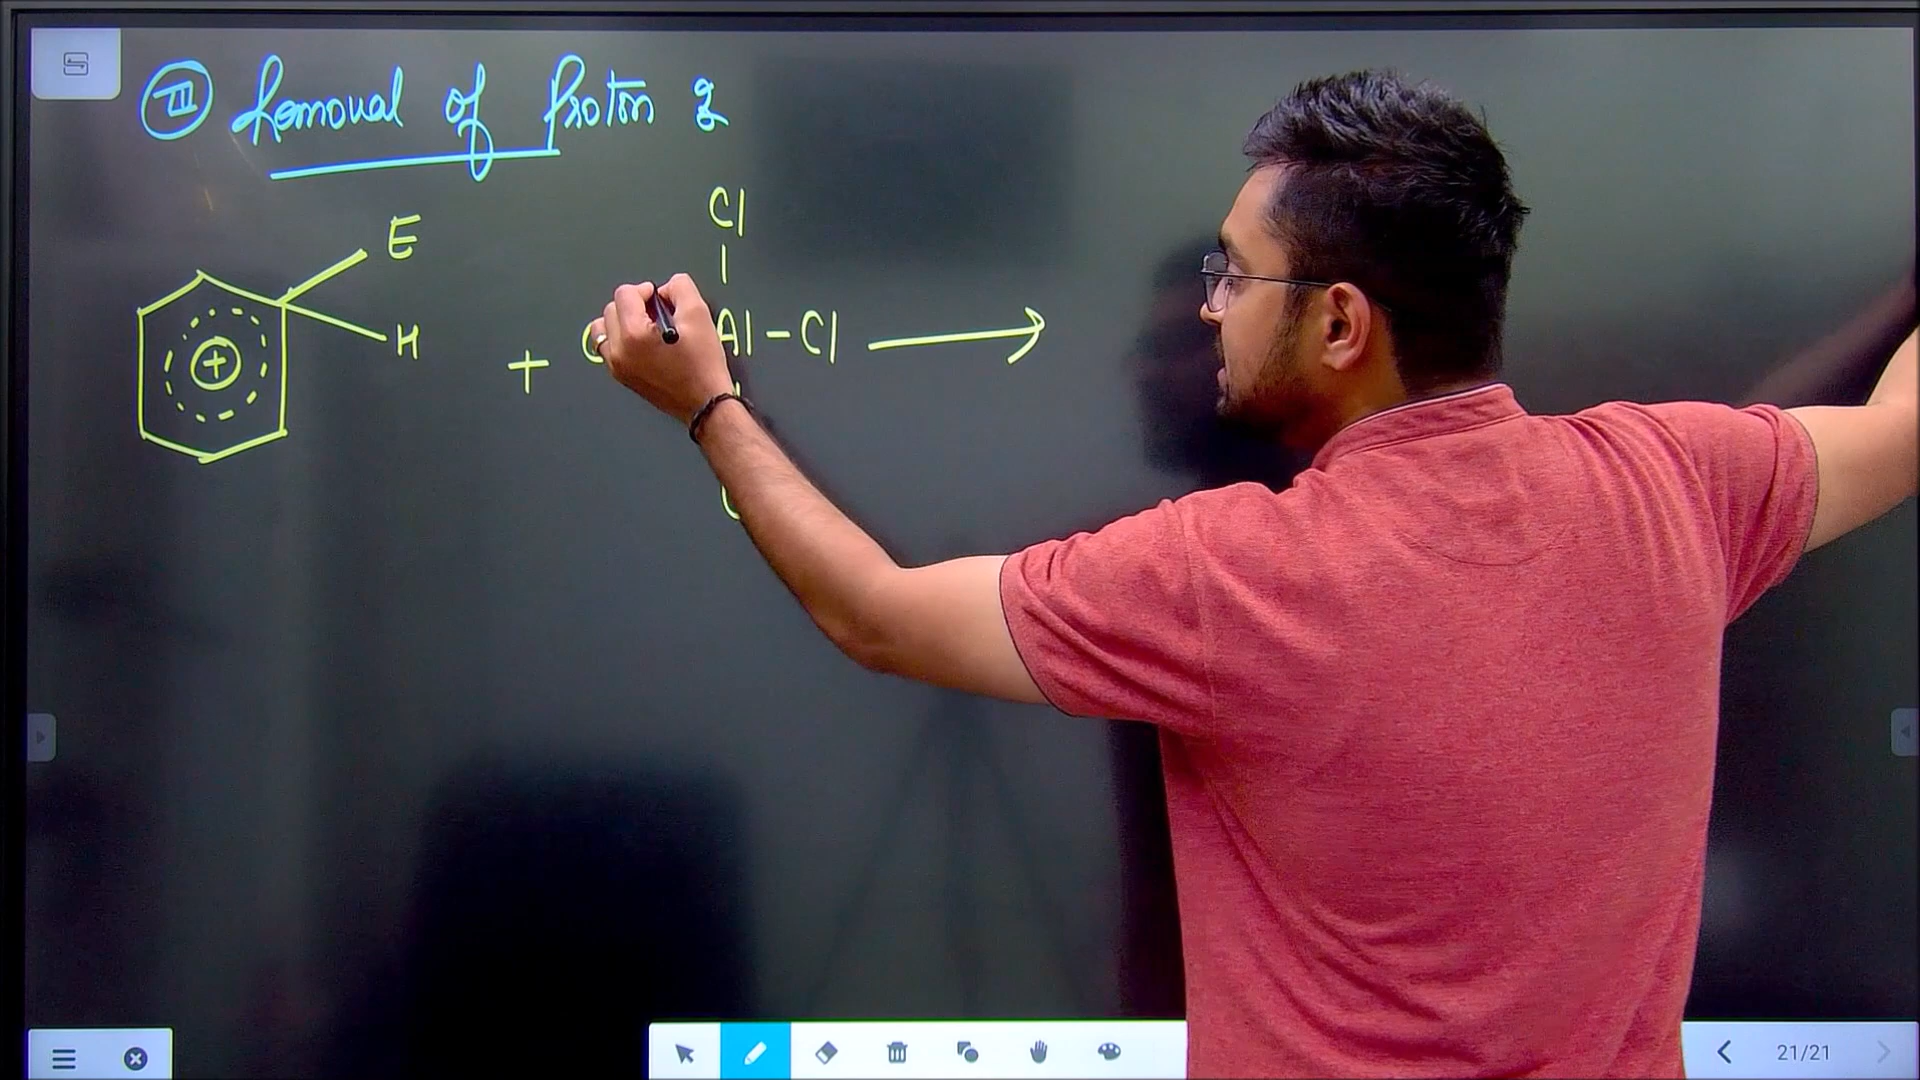 III Removal of Proton :
E
Cl
H
+
+ Al - Cl
21/21